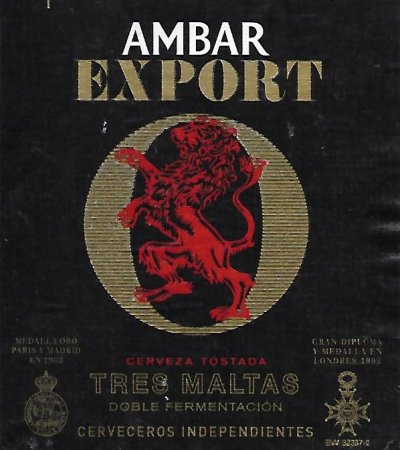 AMBAR
EXPORT
MEDALLA ORO
PARIS Y MADRID
EN 1902
GRAN DIPLOMA
Y MEDALLA EN
LONDRES 1902
CERVEZA TOSTADA
TRES MALTAS
DOBLE FERMENTACIÓN
CERVECEROS INDEPENDIENTES